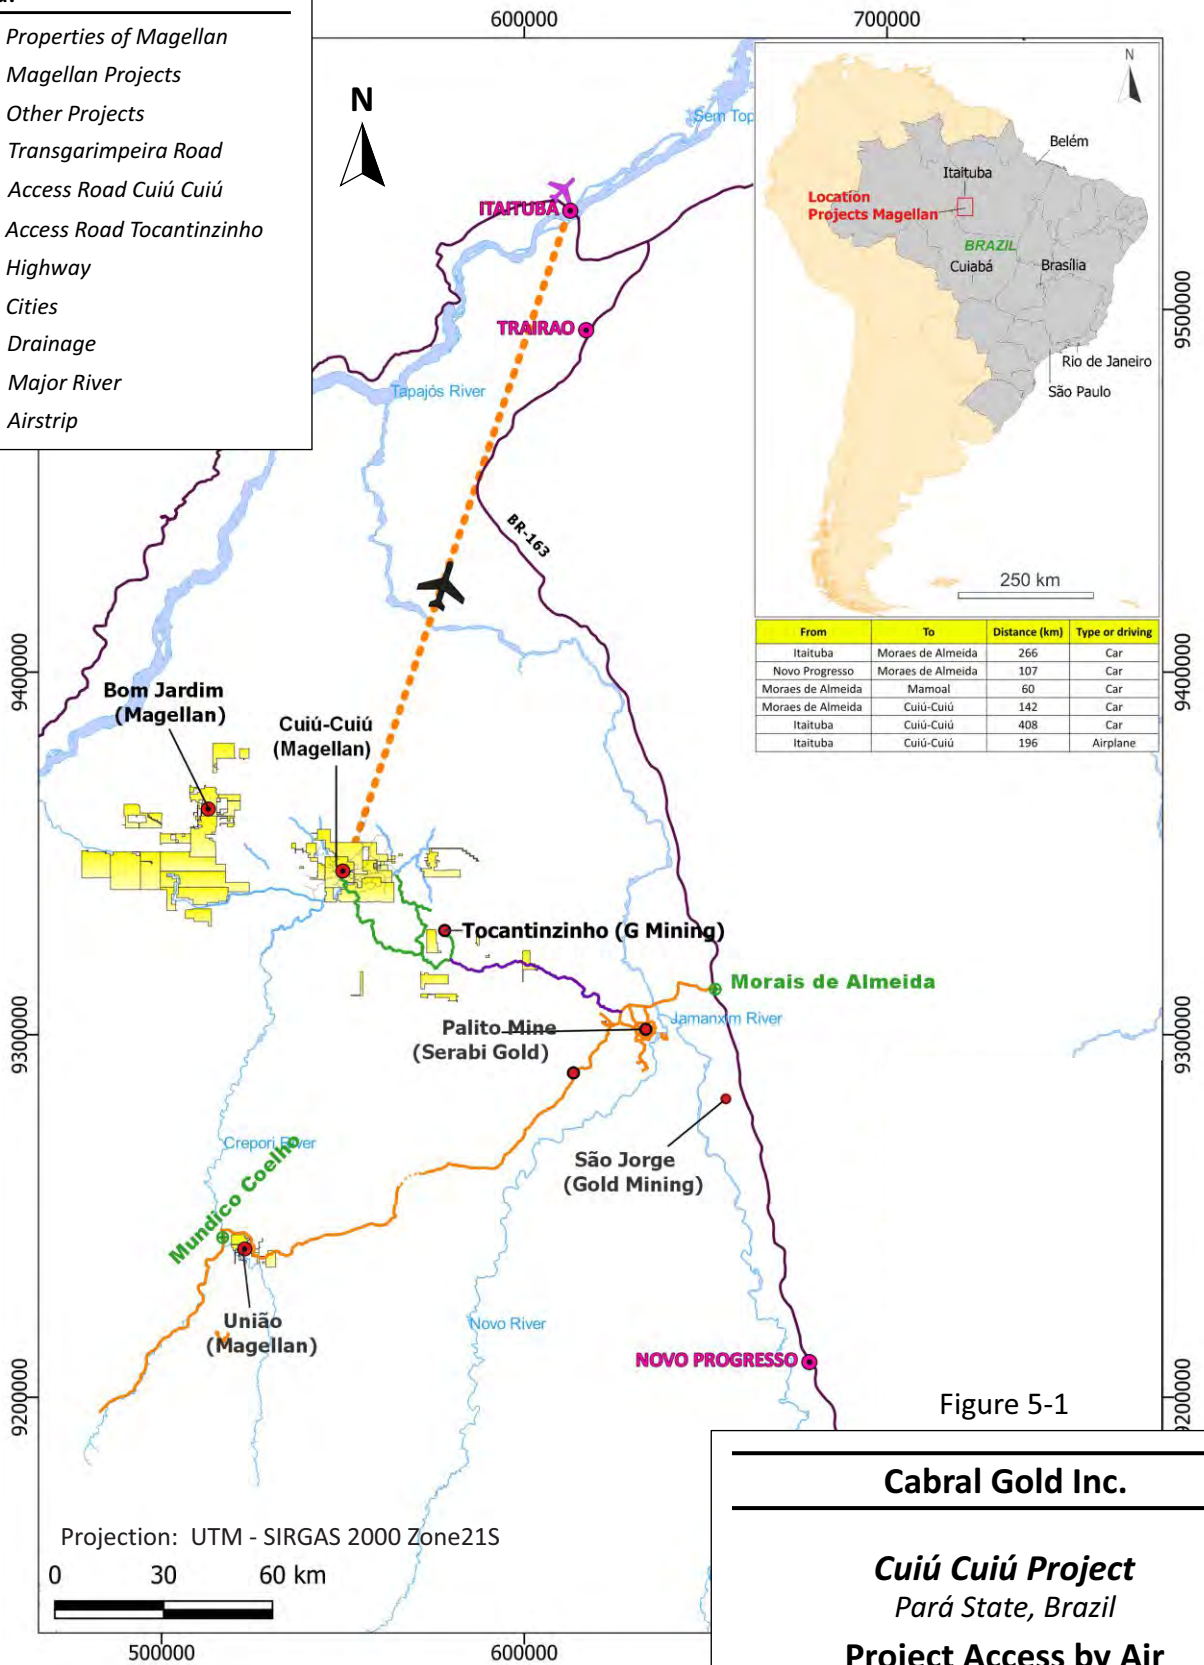 600000
700000
Properties of Magellan
Magellan Projects
Other Projects
Transgarimpeira Road
Access Road Cuiú Cuiú
Access Road Tocantinzinho
Highway
Cities
Drainage
Major River
Airstrip
N
Sem Top
ITAITUBA
TRAIRAO
Tapajós River
BR-163
N
Belém
Itaituba
Location
Projects Magellan
BRAZIL
Cuiabá
Brasília
Rio de Janeiro
São Paulo
250 km
From To Distance (km) Type or driving
Itaituba Moraes de Almeida 266 Car
Novo Progresso Moraes de Almeida 107 Car
Moraes de Almeida Mamoal 60 Car
Moraes de Almeida Cuiú-Cuiú 142 Car
Itaituba Cuiú-Cuiú 408 Car
Itaituba Cuiú-Cuiú 196 Airplane
9500000
9400000
9400000
Bom Jardim
(Magellan)
Cuiú-Cuiú
(Magellan)
Tocantinzinho (G Mining)
Morais de Almeida
Palito Mine
(Serabi Gold)
Jamanxim River
9300000
9300000
Crepori River
Mundico Coelho
São Jorge
(Gold Mining)
União
(Magellan)
Novo River
NOVO PROGRESSO
9200000
9200000
Figure 5-1
Cabral Gold Inc.
Cuiú Cuiú Project
Pará State, Brazil
Project Access by Air
Projection: UTM - SIRGAS 2000 Zone21S
0 30 60 km
500000
600000